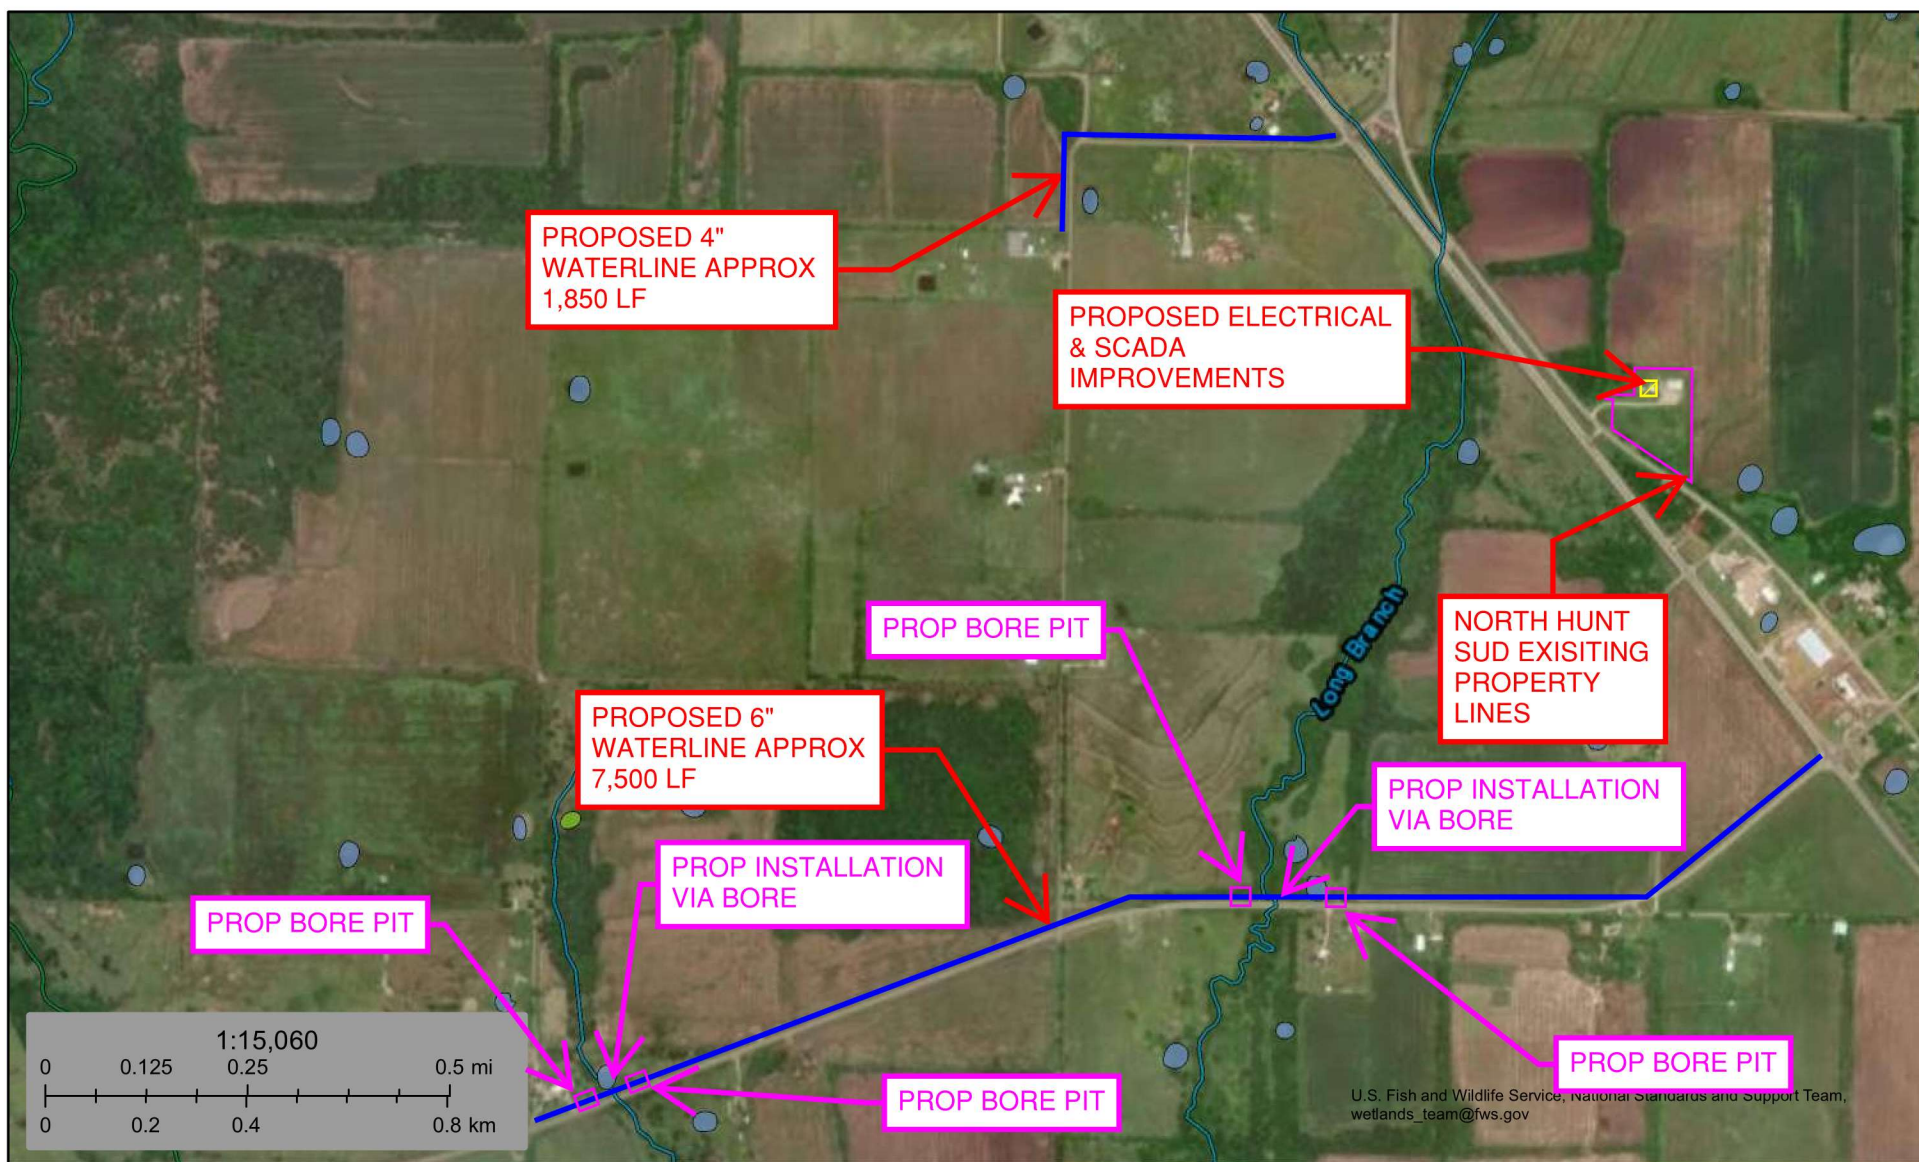 PROPOSED 4"
WATERLINE APPROX
1,850 LF
PROPOSED ELECTRICAL
& SCADA
IMPROVEMENTS
PROP BORE PIT
Long Branch
NORTH HUNT
SUD EXISITING
PROPERTY
LINES
PROPOSED 6"
WATERLINE APPROX
7,500 LF
PROP INSTALLATION
VIA BORE
PROP INSTALLATION
VIA BORE
PROP BORE PIT
PROP BORE PIT
PROP BORE PIT
1:15,060
0 0.125 0.25 0.5 mi
0 0.2 0.4 0.8 km
U.S. Fish and Wildlife Service, National Standards and Support Team,
wetlands_team@fws.gov